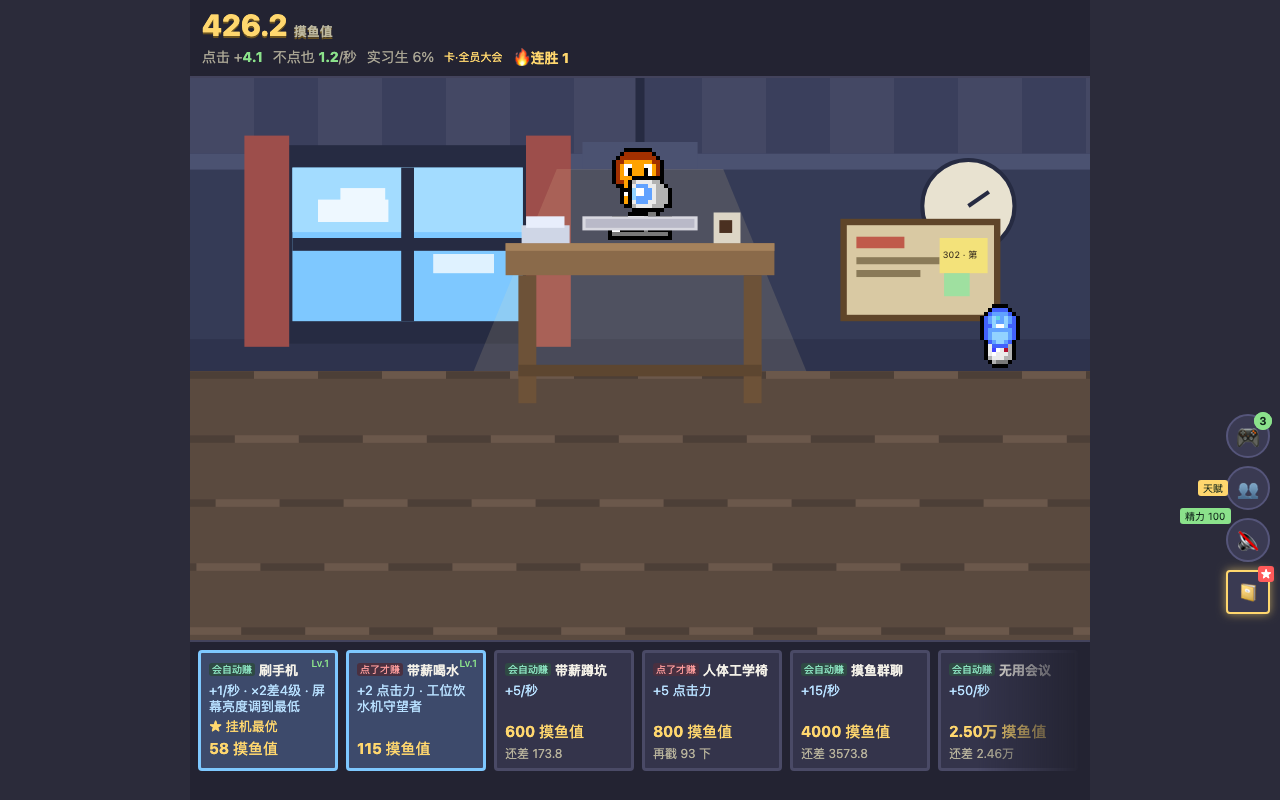 426.2 摸鱼值
点击 +4.1 不点也 1.2/秒 实习生 6% 卡·全员大会 🔥连胜 1
302 · 第
3
天赋
精力 100
会自动赚 刷手机 Lv.1
+1/秒 · ×2差4级 · 屏
幕亮度调到最低
★ 挂机最优
58 摸鱼值
点了才赚 带薪喝水 Lv.1
+2 点击力 · 工位饮
水机守望者
115 摸鱼值
会自动赚 带薪蹲坑
+5/秒
600 摸鱼值
还差 173.8
点了才赚 人体工学椅
+5 点击力
800 摸鱼值
再戳 93 下
会自动赚 摸鱼群聊
+15/秒
4000 摸鱼值
还差 3573.8
会自动赚 无用会议
+50/秒
2.50万 摸鱼值
还差 2.46万